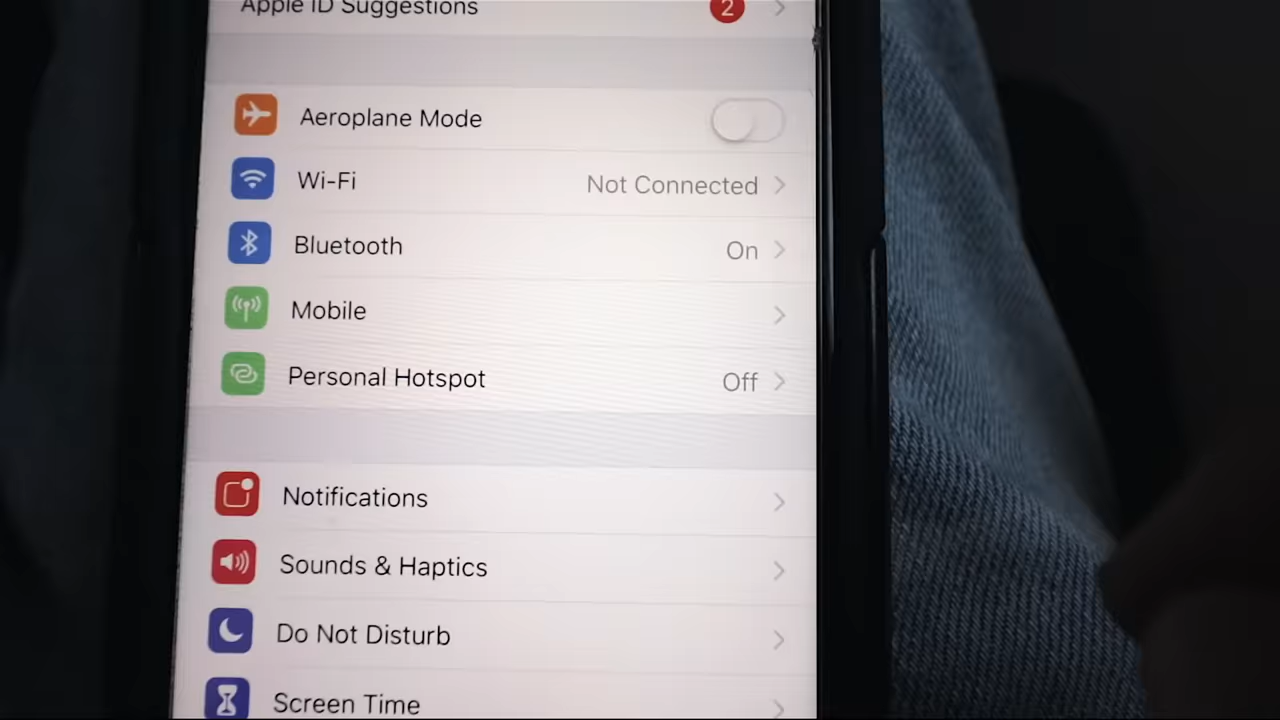 Apple ID Suggestions 2
Aeroplane Mode
Wi-Fi Not Connected
Bluetooth On
Mobile
Personal Hotspot Off
Notifications
Sounds & Haptics
Do Not Disturb
Screen Time